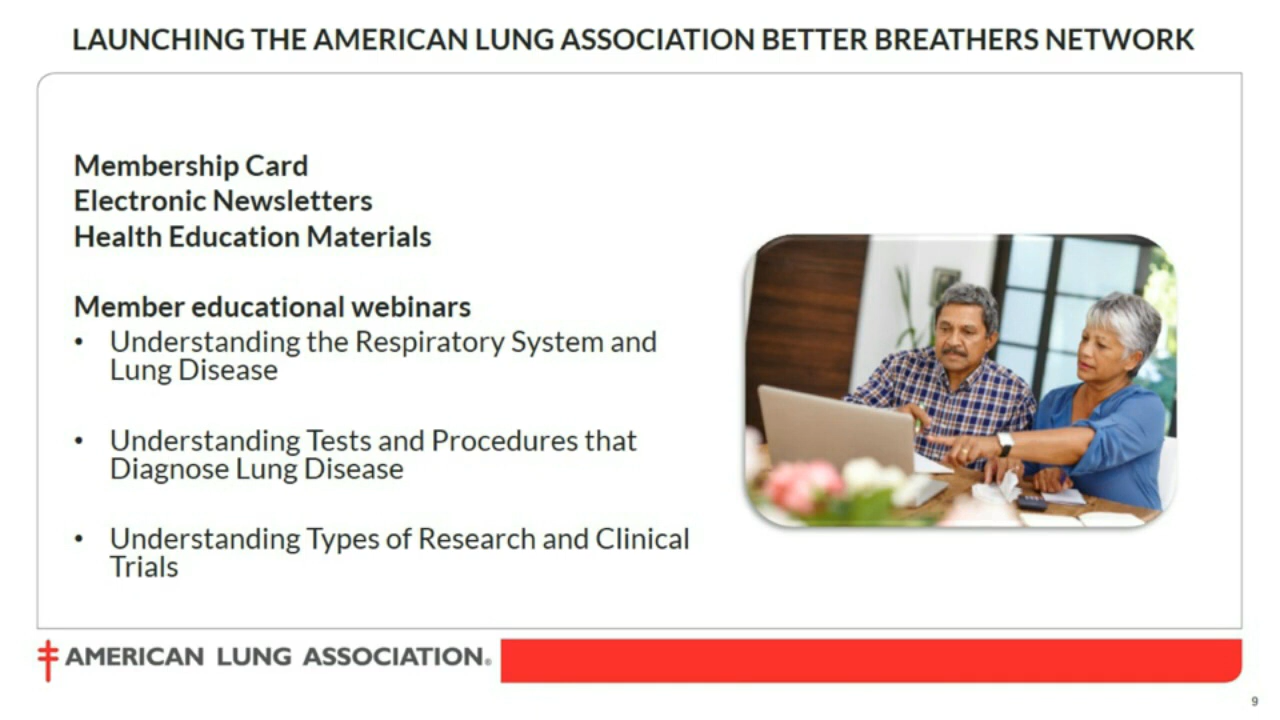 LAUNCHING THE AMERICAN LUNG ASSOCIATION BETTER BREATHERS NETWORK
Membership Card
Electronic Newsletters
Health Education Materials
Member educational webinars
• Understanding the Respiratory System and
Lung Disease
• Understanding Tests and Procedures that
Diagnose Lung Disease
• Understanding Types of Research and Clinical
Trials
AMERICAN LUNG ASSOCIATION®
9